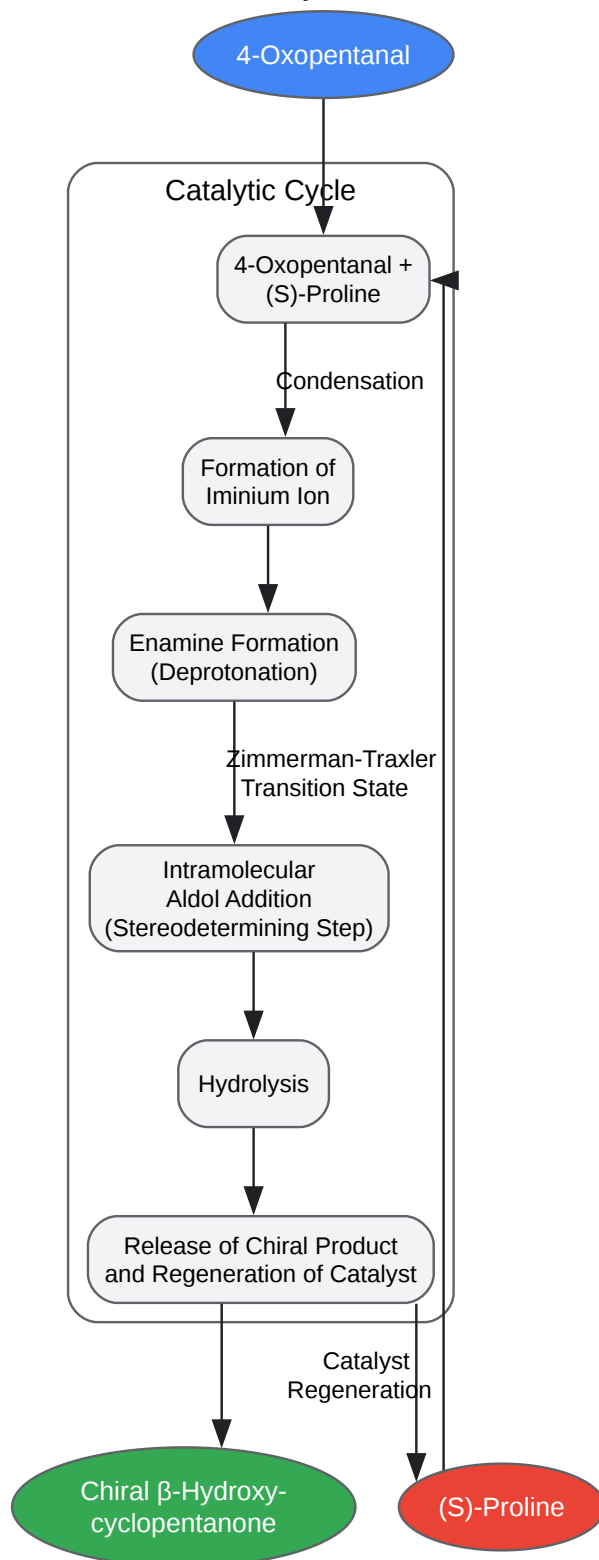 4-Oxopentanal
Catalytic Cycle
4-Oxopentanal +
(S)-Proline
Condensation
Formation of
Iminium Ion
Enamine Formation
(Deprotonation)
Zimmerman-Traxler
Transition State
Intramolecular
Aldol Addition
(Stereodetermining Step)
Hydrolysis
Release of Chiral Product
and Regeneration of Catalyst
Catalyst
Regeneration
Chiral β-Hydroxy-
cyclopentanone
(S)-Proline